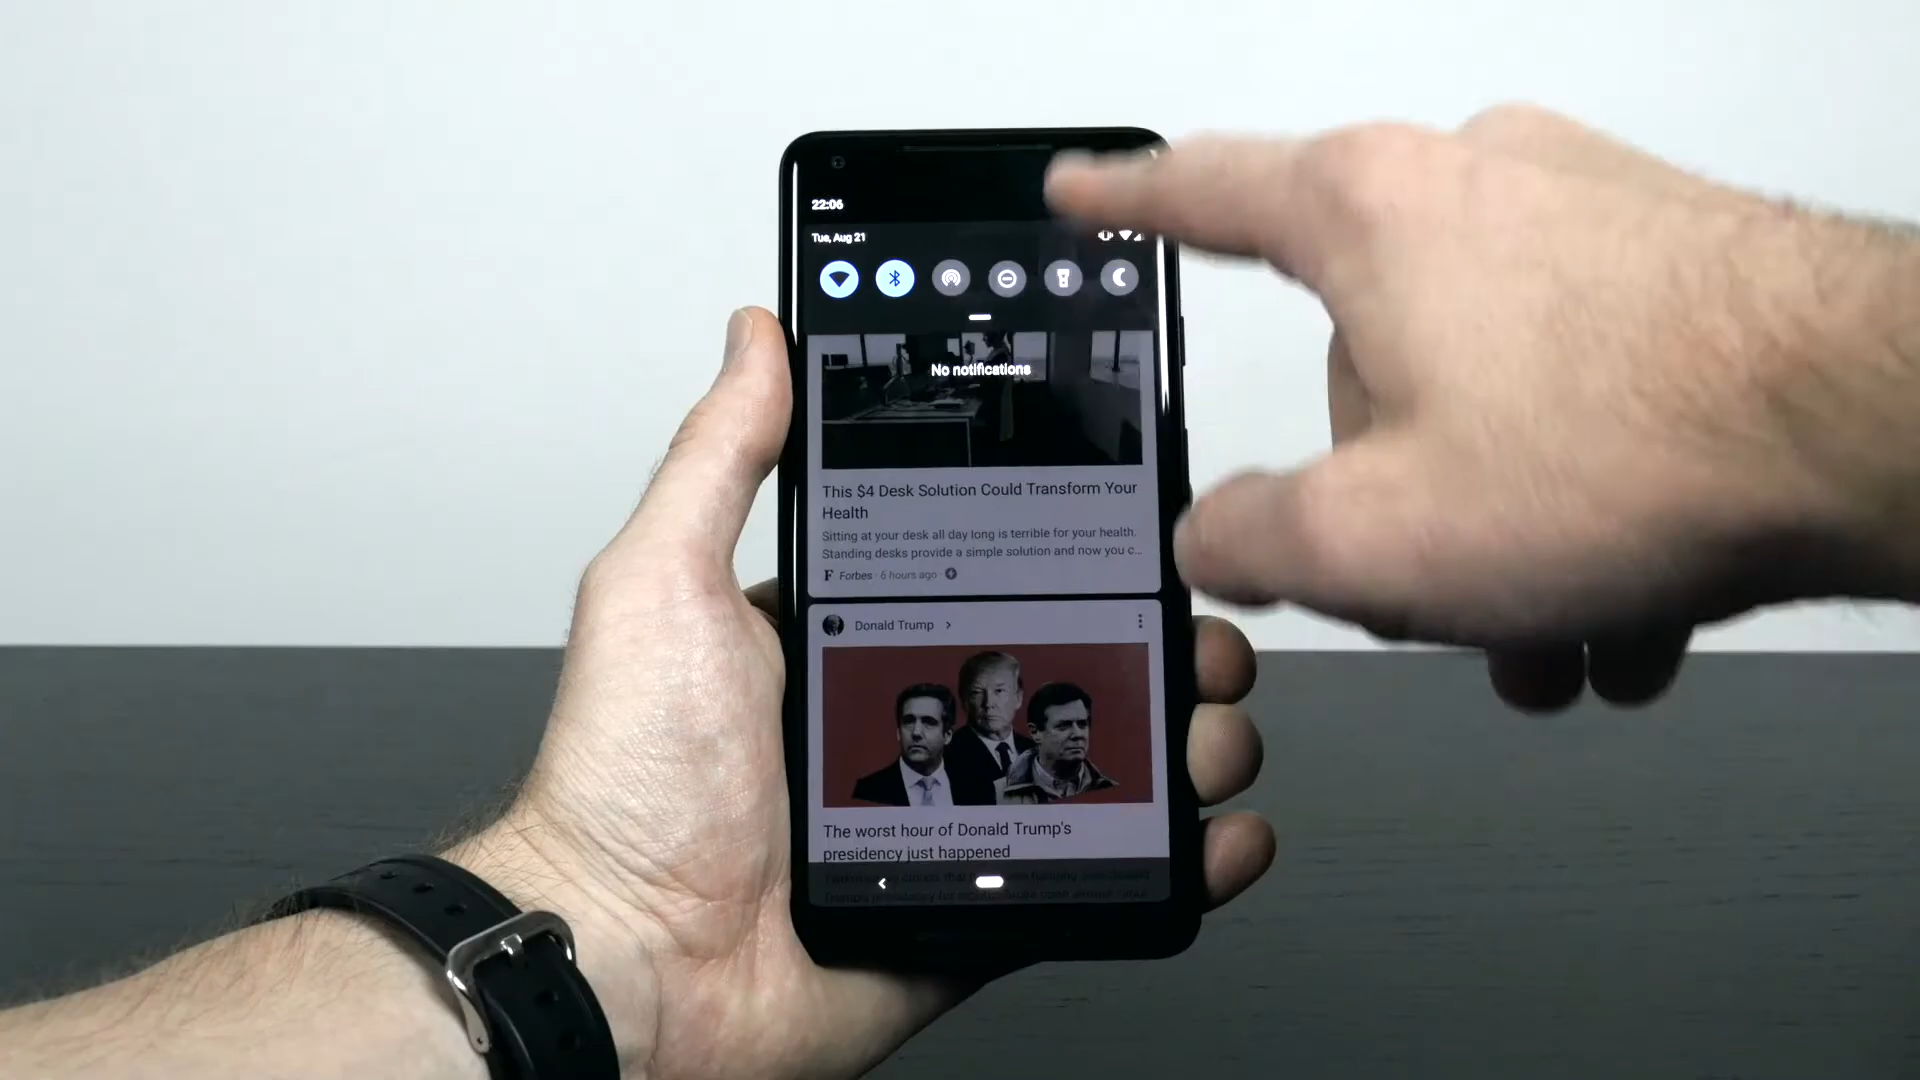 22:06
Tue, Aug 21
No notifications
This $4 Desk Solution Could Transform Your
Health
Sitting at your desk all day long is terrible for your health.
Standing desks provide a simple solution and now you c...
F Forbes · 6 hours ago ·
Donald Trump >
The worst hour of Donald Trump's
presidency just happened